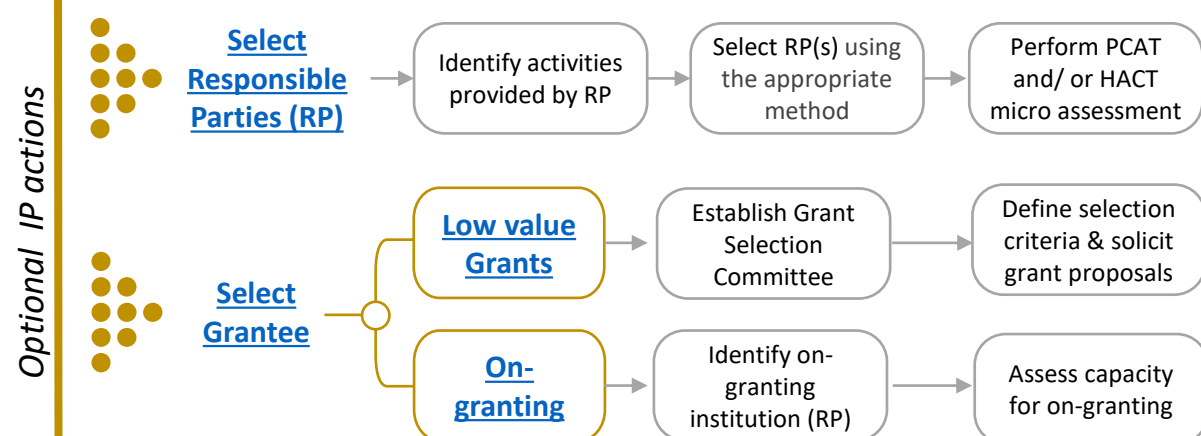 Optional IP actions
Select
Responsible
Parties (RP)
Identify activities
provided by RP
Select RP(s) using
the appropriate
method
Perform PCAT
and/ or HACT
micro assessment
Select
Grantee
Low value
Grants
Establish Grant
Selection
Committee
Define selection
criteria & solicit
grant proposals
On-
granting
Identify on-
granting
institution (RP)
Assess capacity
for on-granting